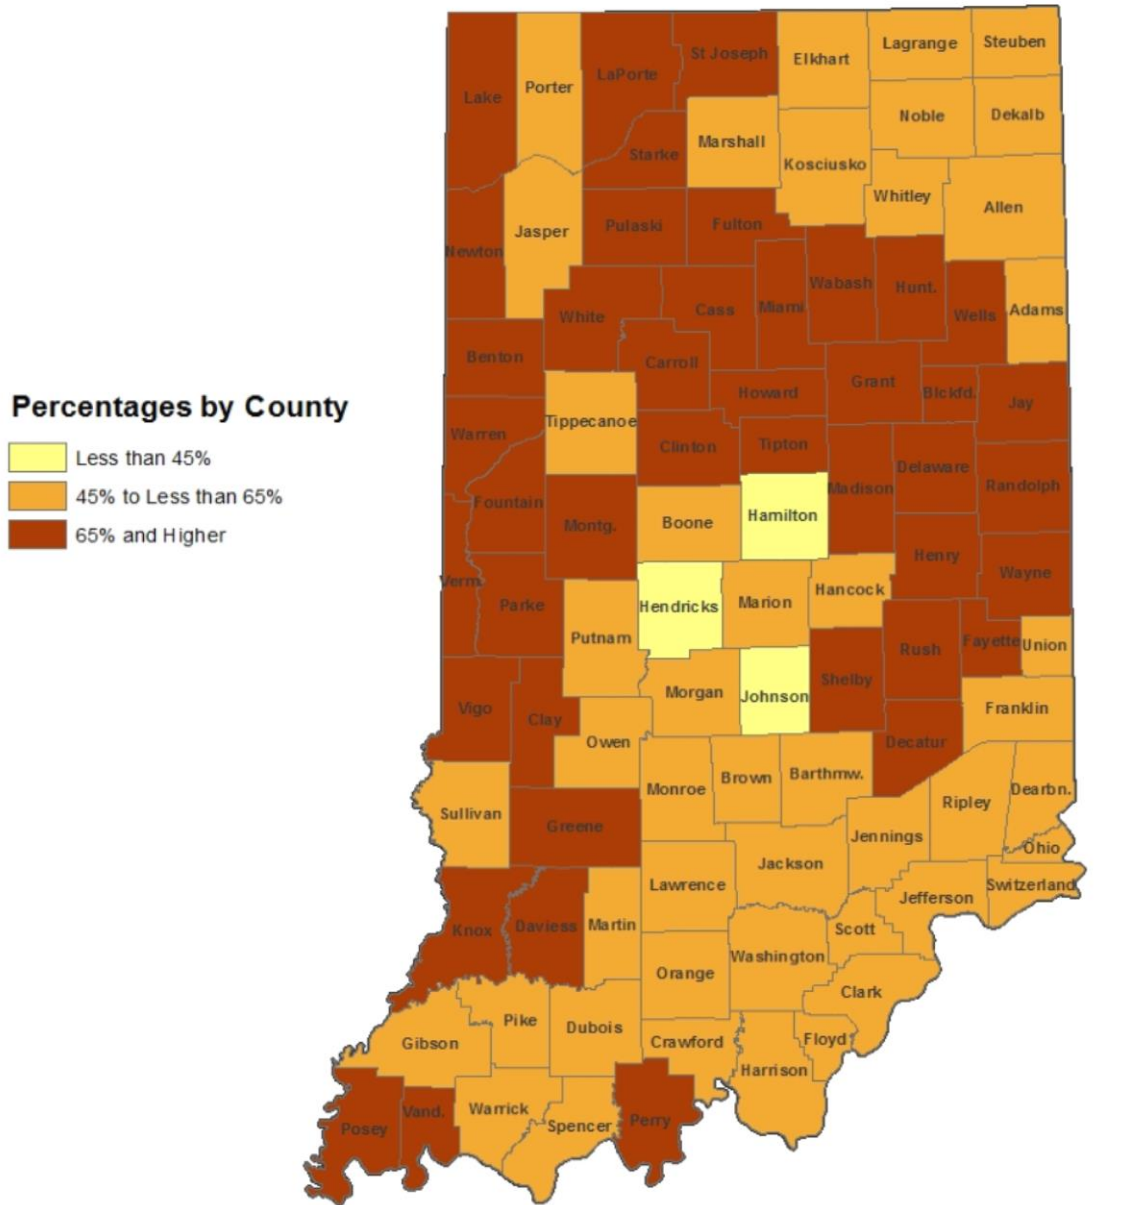 Percentages by County
Less than 45%
45% to Less than 65%
65% and Higher
Lake
Porter
LaPorte
St Joseph
Elkhart
Lagrange
Steuben
Noble
Dekalb
Starke
Marshall
Kosciusko
Whitley
Allen
Newton
Jasper
Pulaski
Fulton
White
Cass
Miami
Wabash
Hunt.
Wells
Adams
Benton
Carroll
Howard
Grant
Blckfd.
Jay
Warren
Tippecanoe
Clinton
Tipton
Madison
Delaware
Randolph
Fountain
Montg.
Boone
Hamilton
Henry
Wayne
Verm.
Parke
Putnam
Hendricks
Marion
Hancock
Rush
Fayette
Union
Vigo
Clay
Owen
Morgan
Johnson
Shelby
Decatur
Franklin
Sullivan
Greene
Monroe
Brown
Barthmw.
Jennings
Ripley
Dearbn.
Ohio
Lawrence
Jackson
Jefferson
Switzerland
Knox
Daviess
Martin
Orange
Washington
Scott
Clark
Gibson
Pike
Dubois
Crawford
Harrison
Floyd
Posey
Vand.
Warrick
Spencer
Perry